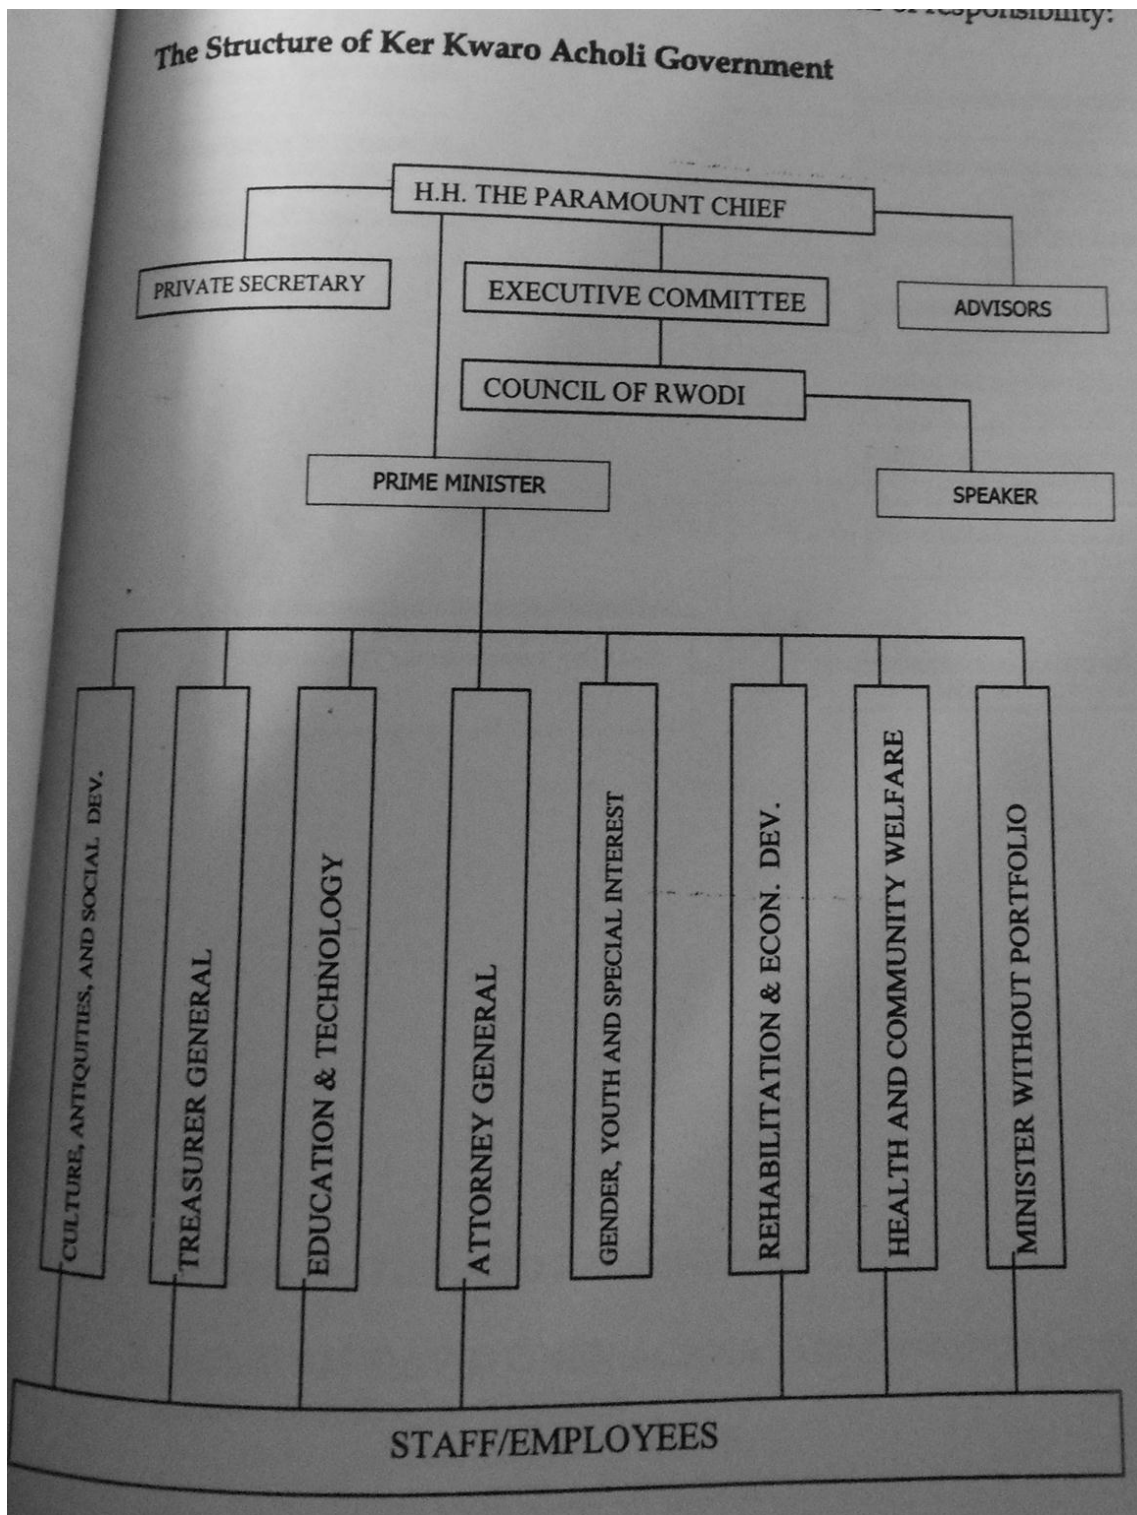 responsibility:
The Structure of Ker Kwaro Acholi Government
H.H. THE PARAMOUNT CHIEF
PRIVATE SECRETARY
EXECUTIVE COMMITTEE
ADVISORS
COUNCIL OF RWODI
PRIME MINISTER
SPEAKER
CULTURE, ANTIQUITIES, AND SOCIAL DEV.
TREASURER GENERAL
EDUCATION & TECHNOLOGY
ATTORNEY GENERAL
GENDER, YOUTH AND SPECIAL INTEREST
REHABILITATION & ECON. DEV.
HEALTH AND COMMUNITY WELFARE
MINISTER WITHOUT PORTFOLIO
STAFF/EMPLOYEES